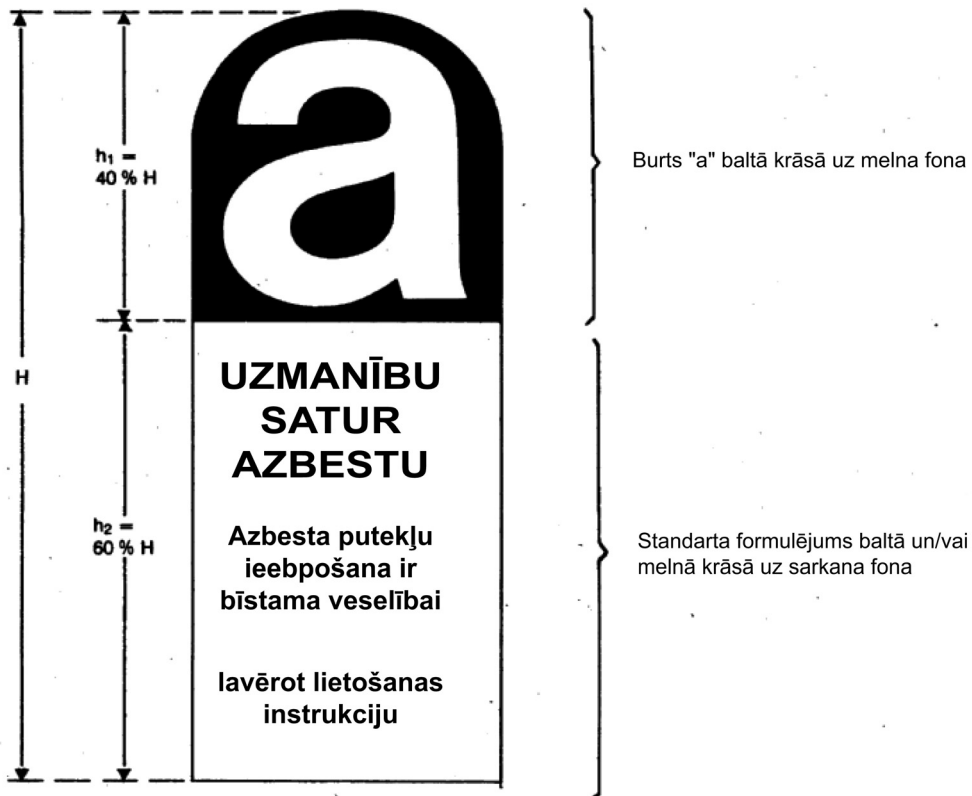 a
h₁ =
40 % H
Burts "a" baltā krāsā uz melna fona
H
UZMANĪBU
SATUR
AZBESTU
h₂ =
60 % H
Azbesta putekļu
ieebpošana ir
bīstama veselībai
Standarta formulējums baltā un/vai
melnā krāsā uz sarkana fona
Iavērot lietošanas
instrukciju